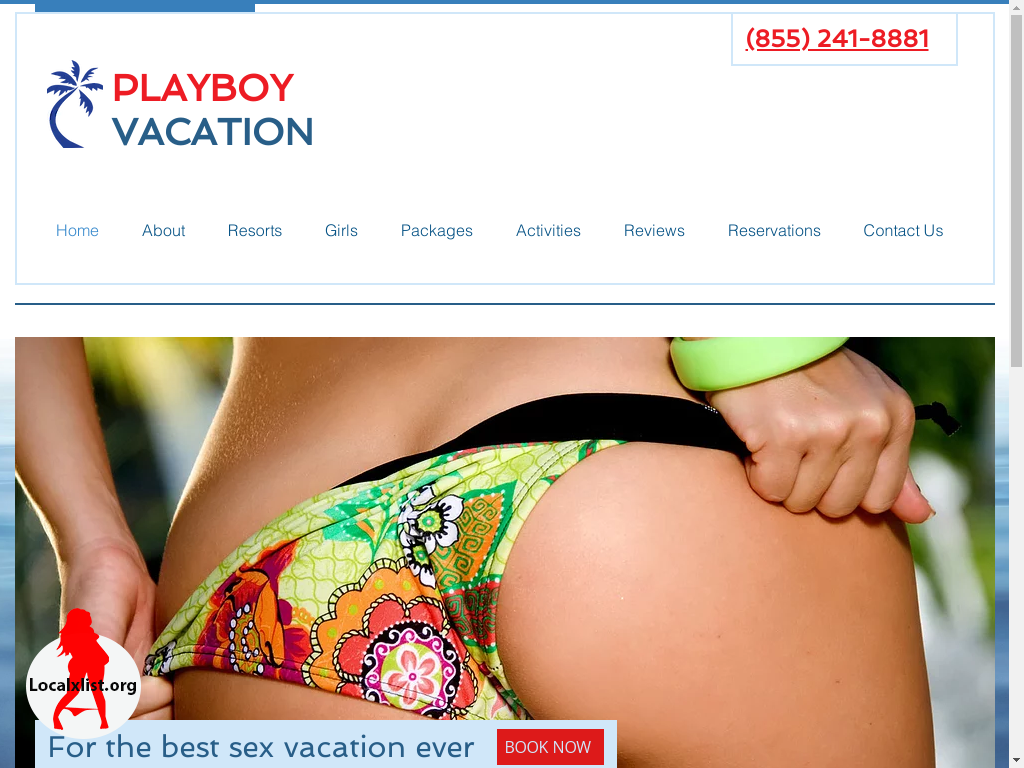 (855) 241-8881
PLAYBOY
VACATION
Home About Resorts Girls Packages Activities Reviews Reservations Contact Us
Localxlist.org
For the best sex vacation ever BOOK NOW